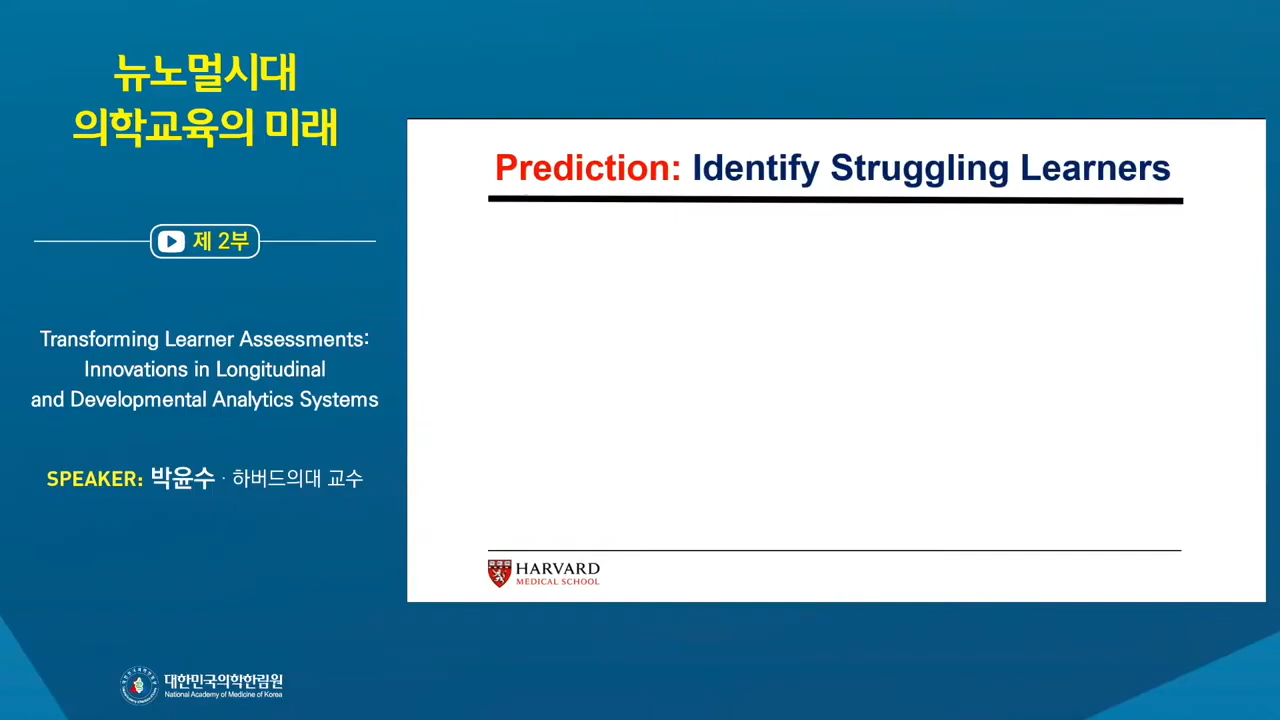 뉴노멀시대
의학교육의 미래
제 2부
Transforming Learner Assessments:
Innovations in Longitudinal
and Developmental Analytics Systems
SPEAKER: 박윤수 · 하버드의대 교수
대한민국의학한림원
National Academy of Medicine of Korea
Prediction: Identify Struggling Learners
HARVARD
MEDICAL SCHOOL